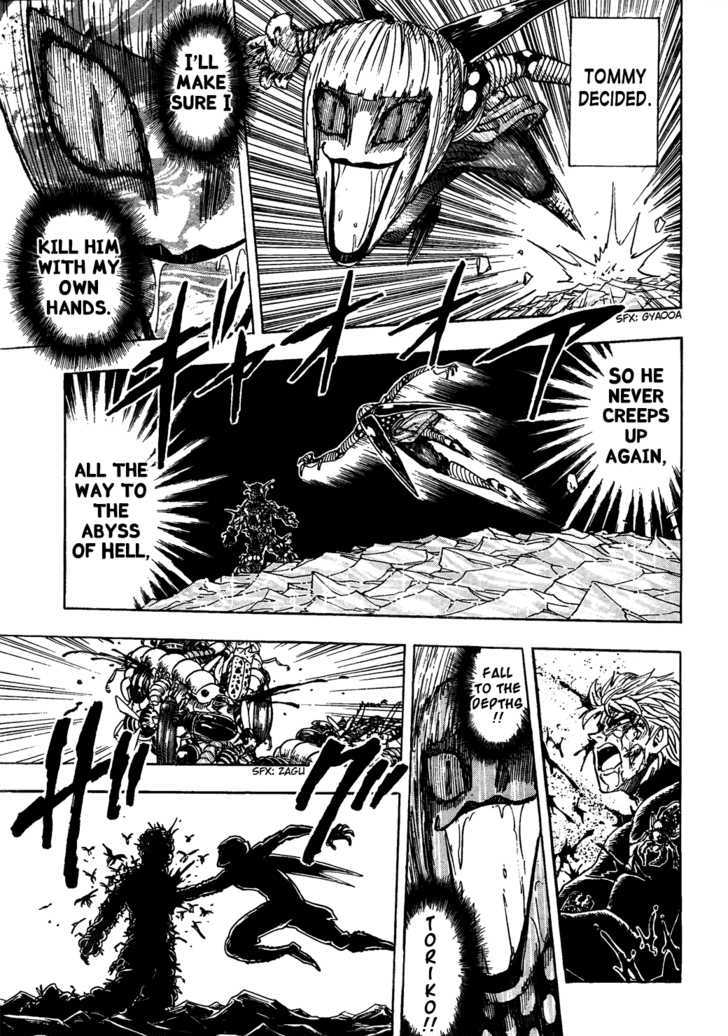 TOMMY
DECIDED.
I'LL
MAKE
SURE I
KILL HIM
WITH MY
OWN
HANDS.
SFX: GYAOOA
ギャオオァ
SO HE
NEVER
CREEPS
UP
AGAIN,
ALL THE
WAY TO
THE
ABYSS
OF HELL,
FALL
TO THE
DEPTHS
!!
TORIKO!!
SFX: ZAGU
ザグ